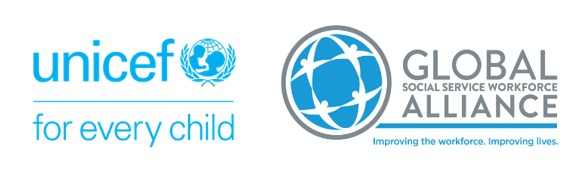 unicef
for every child
GLOBAL
SOCIAL SERVICE WORKFORCE
ALLIANCE
Improving the workforce. Improving lives.